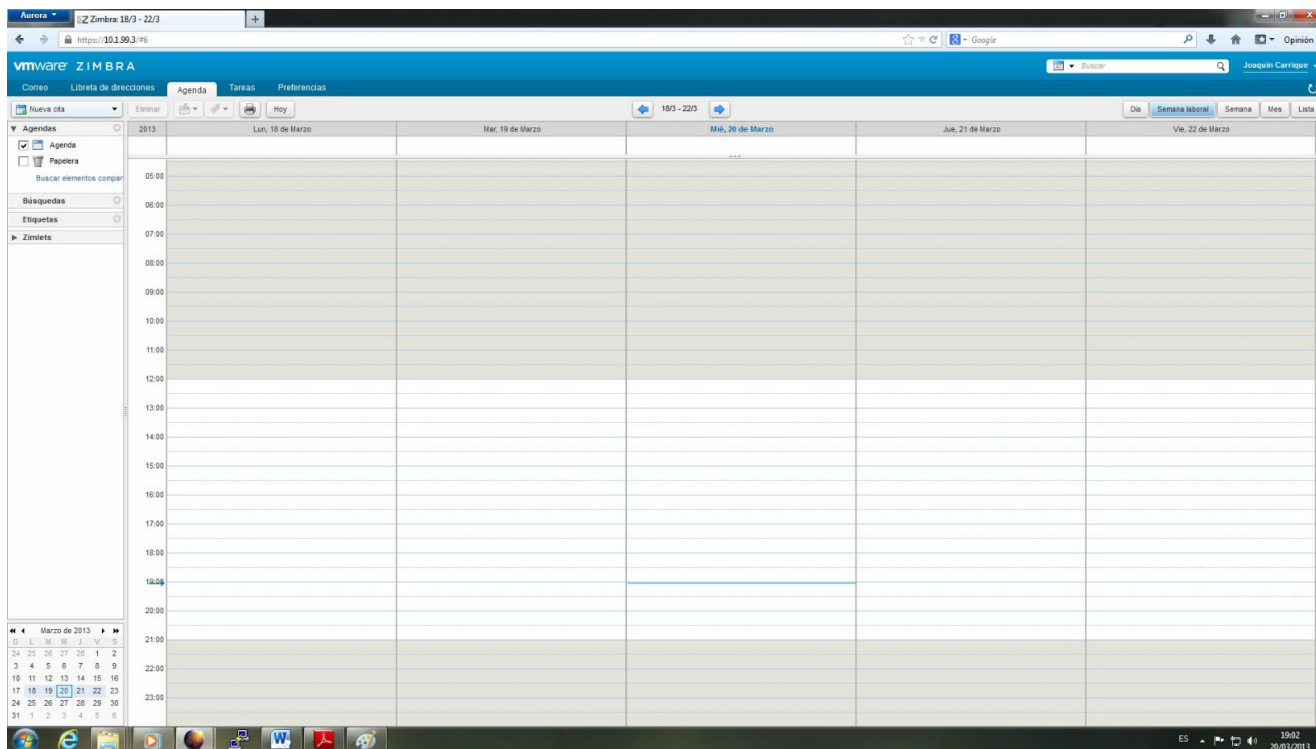 Aurora
Zimbra: 18/3 - 22/3
https://10.1.99.3/#6
Google
Opinión
vmware ZIMBRA
Buscar
Joaquin Carrique
Correo Libreta de direcciones Agenda Tareas Preferencias
Nueva cita Eliminar Hoy 18/3 - 22/3 Día Semana laboral Semana Mes Lista
Agendas
Agenda
Papelera
Buscar elementos compar
Búsquedas
Etiquetas
Zimlets
2013 Lun, 18 de Marzo Mar, 19 de Marzo Mié, 20 de Marzo Jue, 21 de Marzo Vie, 22 de Marzo
05:00
06:00
07:00
08:00
09:00
10:00
11:00
12:00
13:00
14:00
15:00
16:00
17:00
18:00
20:00
21:00
22:00
23:00
Marzo de 2013
D L M M J V S
24 25 26 27 28 1 2
3 4 5 6 7 8 9
10 11 12 13 14 15 16
17 18 19 20 21 22 23
24 25 26 27 28 29 30
31 1 2 3 4 5 6
ES
19:02
20/03/2013